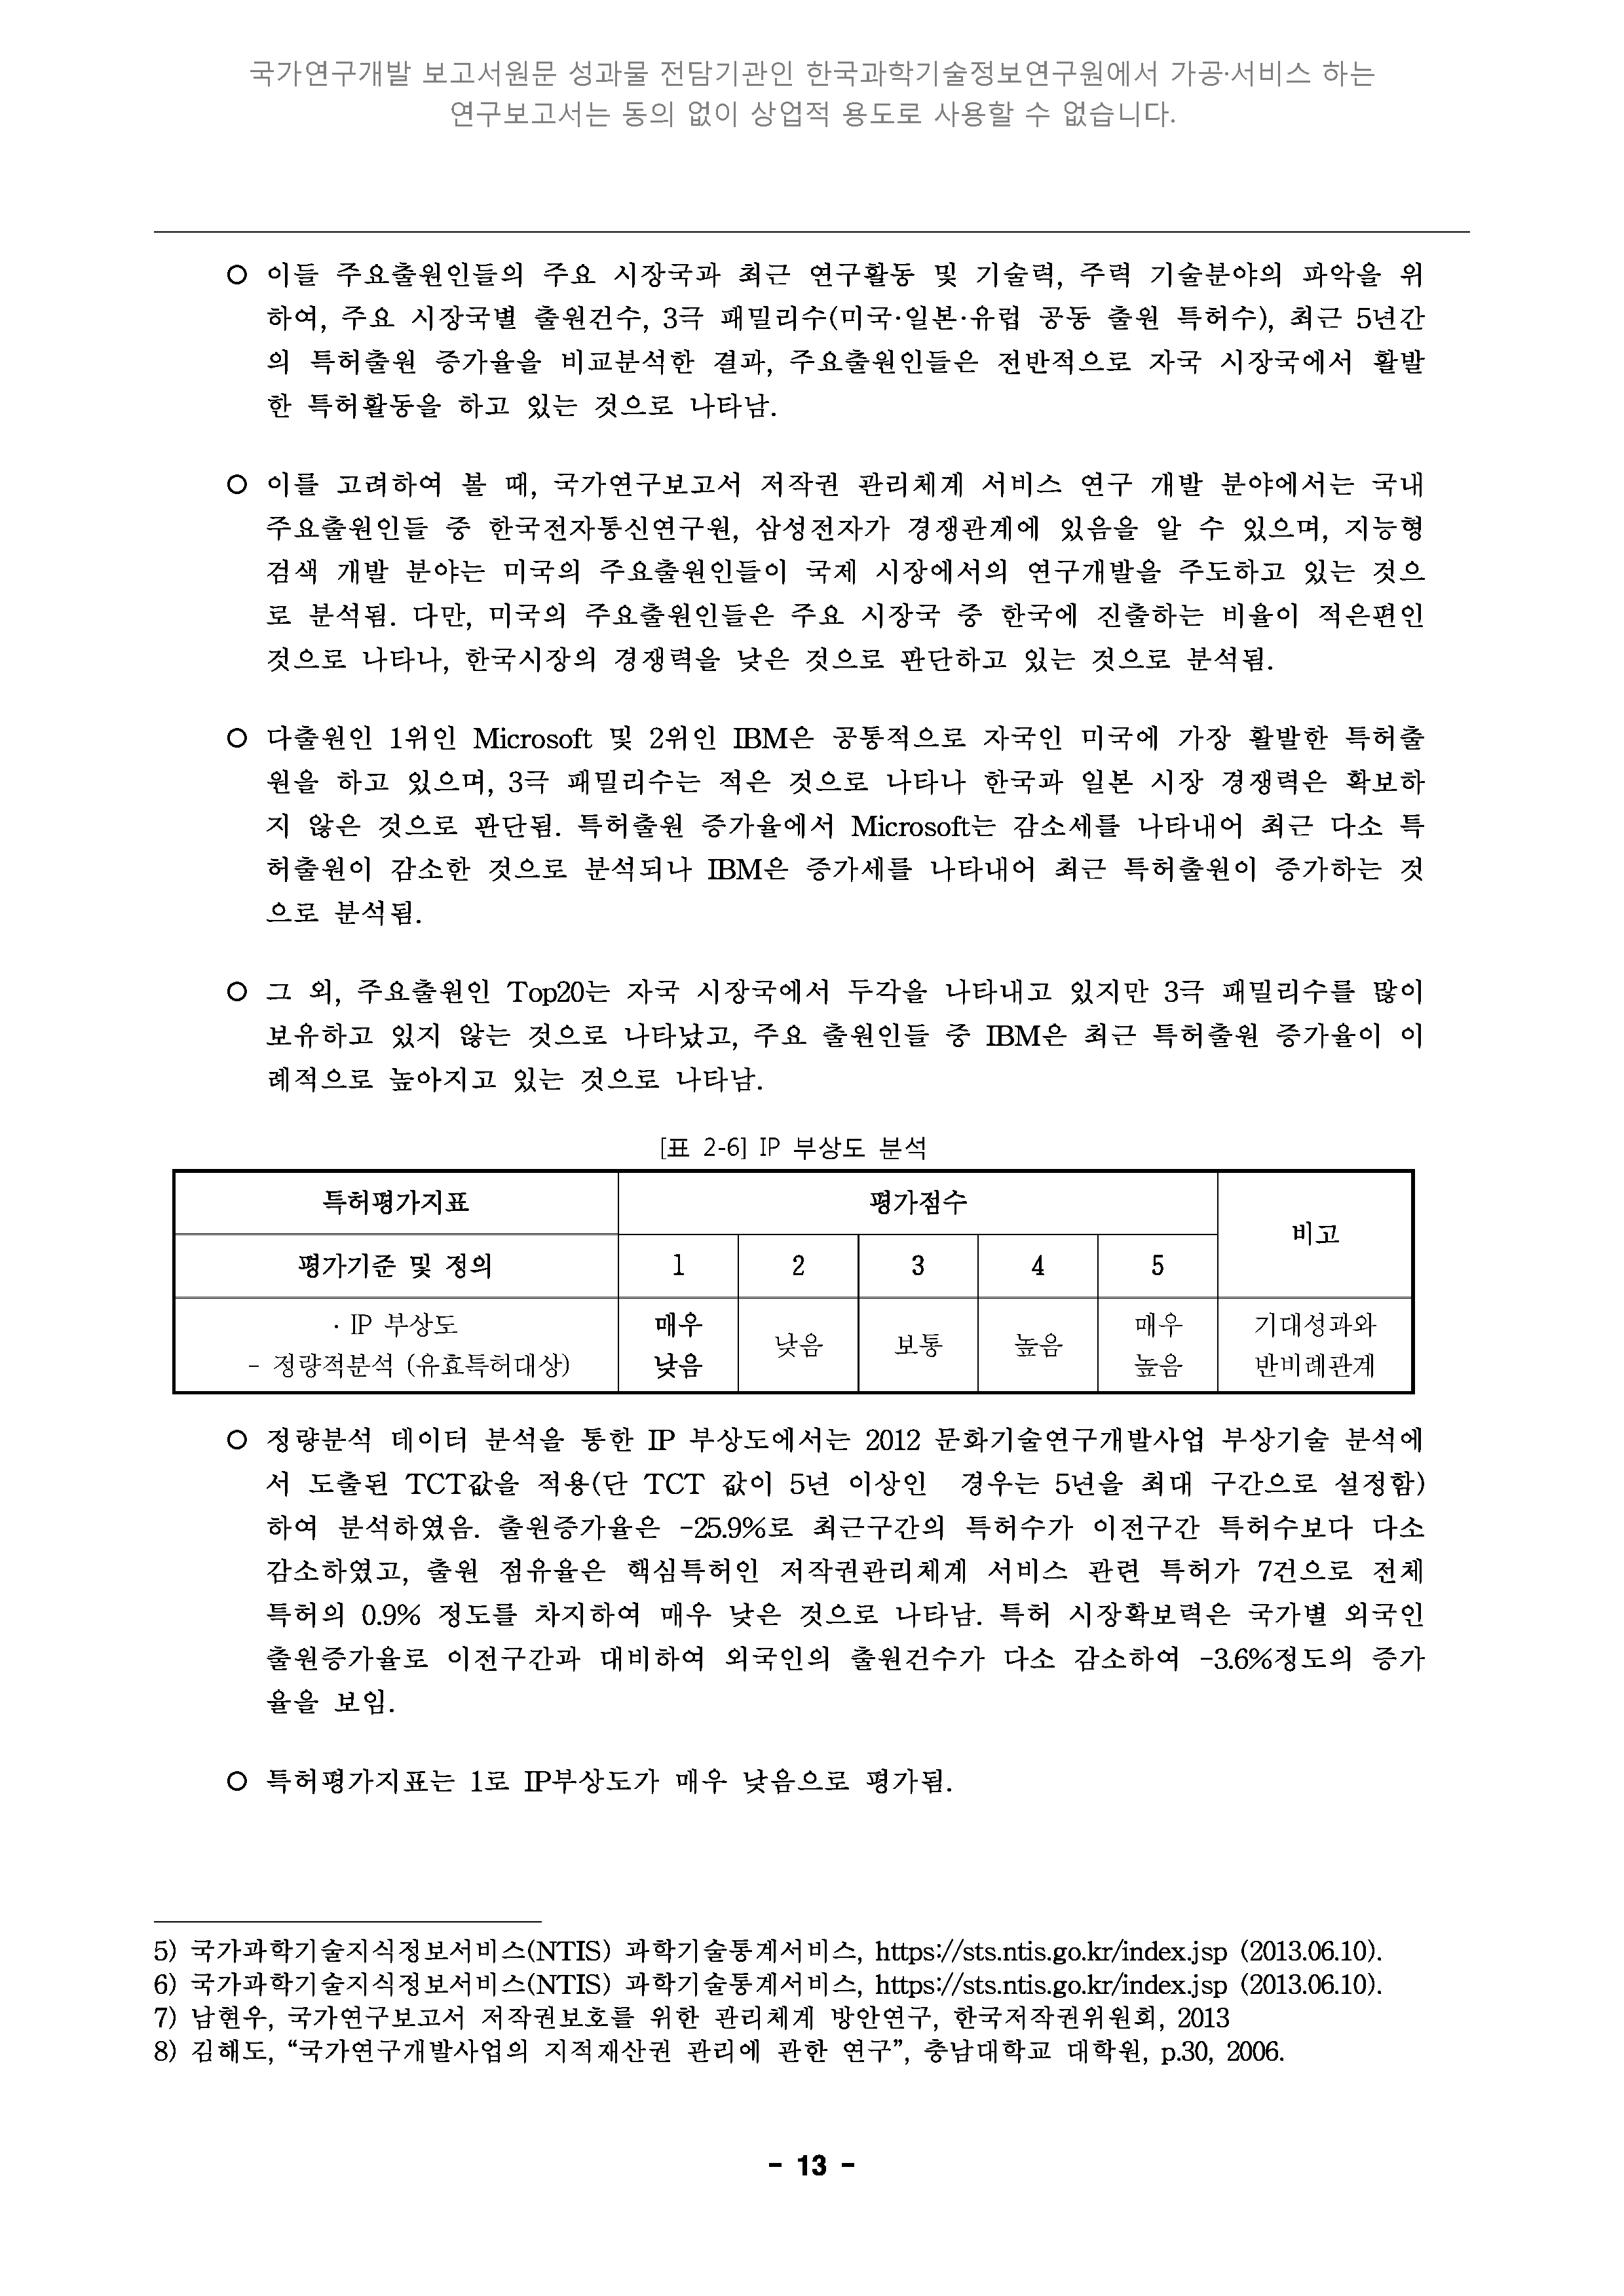 국가연구개발 보고서원문 성과물 전담기관인 한국과학기술정보연구원에서 가공·서비스 하는
연구보고서는 동의 없이 상업적 용도로 사용할 수 없습니다.
○ 이들 주요출원인들의 주요 시장국과 최근 연구활동 및 기술력, 주력 기술분야의 파악을 위
하여, 주요 시장국별 출원건수, 3극 패밀리수(미국·일본·유럽 공동 출원 특허수), 최근 5년간
의 특허출원 증가율을 비교분석한 결과, 주요출원인들은 전반적으로 자국 시장국에서 활발
한 특허활동을 하고 있는 것으로 나타남.
○ 이를 고려하여 볼 때, 국가연구보고서 저작권 관리체계 서비스 연구 개발 분야에서는 국내
주요출원인들 중 한국전자통신연구원, 삼성전자가 경쟁관계에 있음을 알 수 있으며, 지능형
검색 개발 분야는 미국의 주요출원인들이 국제 시장에서의 연구개발을 주도하고 있는 것으
로 분석됨. 다만, 미국의 주요출원인들은 주요 시장국 중 한국에 진출하는 비율이 적은편인
것으로 나타나, 한국시장의 경쟁력을 낮은 것으로 판단하고 있는 것으로 분석됨.
○ 다출원인 1위인 Microsoft 및 2위인 IBM은 공통적으로 자국인 미국에 가장 활발한 특허출
원을 하고 있으며, 3극 패밀리수는 적은 것으로 나타나 한국과 일본 시장 경쟁력은 확보하
지 않은 것으로 판단됨. 특허출원 증가율에서 Microsoft는 감소세를 나타내어 최근 다소 특
허출원이 감소한 것으로 분석되나 IBM은 증가세를 나타내어 최근 특허출원이 증가하는 것
으로 분석됨.
○ 그 외, 주요출원인 Top20는 자국 시장국에서 두각을 나타내고 있지만 3극 패밀리수를 많이
보유하고 있지 않는 것으로 나타났고, 주요 출원인들 중 IBM은 최근 특허출원 증가율이 이
례적으로 높아지고 있는 것으로 나타남.
[표 2-6] IP 부상도 분석
특허평가지표 평가점수 비고
평가기준 및 정의 1 2 3 4 5
· IP 부상도 매우 낮음 보통 높음 매우 기대성과와
- 정량적분석 (유효특허대상) 낮음 높음 반비례관계
○ 정량분석 데이터 분석을 통한 IP 부상도에서는 2012 문화기술연구개발사업 부상기술 분석에
서 도출된 TCT값을 적용(단 TCT 값이 5년 이상인 경우는 5년을 최대 구간으로 설정함)
하여 분석하였음. 출원증가율은 -25.9%로 최근구간의 특허수가 이전구간 특허수보다 다소
감소하였고, 출원 점유율은 핵심특허인 저작권관리체계 서비스 관련 특허가 7건으로 전체
특허의 0.9% 정도를 차지하여 매우 낮은 것으로 나타남. 특허 시장확보력은 국가별 외국인
출원증가율로 이전구간과 대비하여 외국인의 출원건수가 다소 감소하여 -3.6%정도의 증가
율을 보임.
○ 특허평가지표는 1로 IP부상도가 매우 낮음으로 평가됨.
5) 국가과학기술지식정보서비스(NTIS) 과학기술통계서비스, https://sts.ntis.go.kr/index.jsp (2013.06.10).
6) 국가과학기술지식정보서비스(NTIS) 과학기술통계서비스, https://sts.ntis.go.kr/index.jsp (2013.06.10).
7) 남현우, 국가연구보고서 저작권보호를 위한 관리체계 방안연구, 한국저작권위원회, 2013
8) 김해도, “국가연구개발사업의 지적재산권 관리에 관한 연구”, 충남대학교 대학원, p.30, 2006.
- 13 -